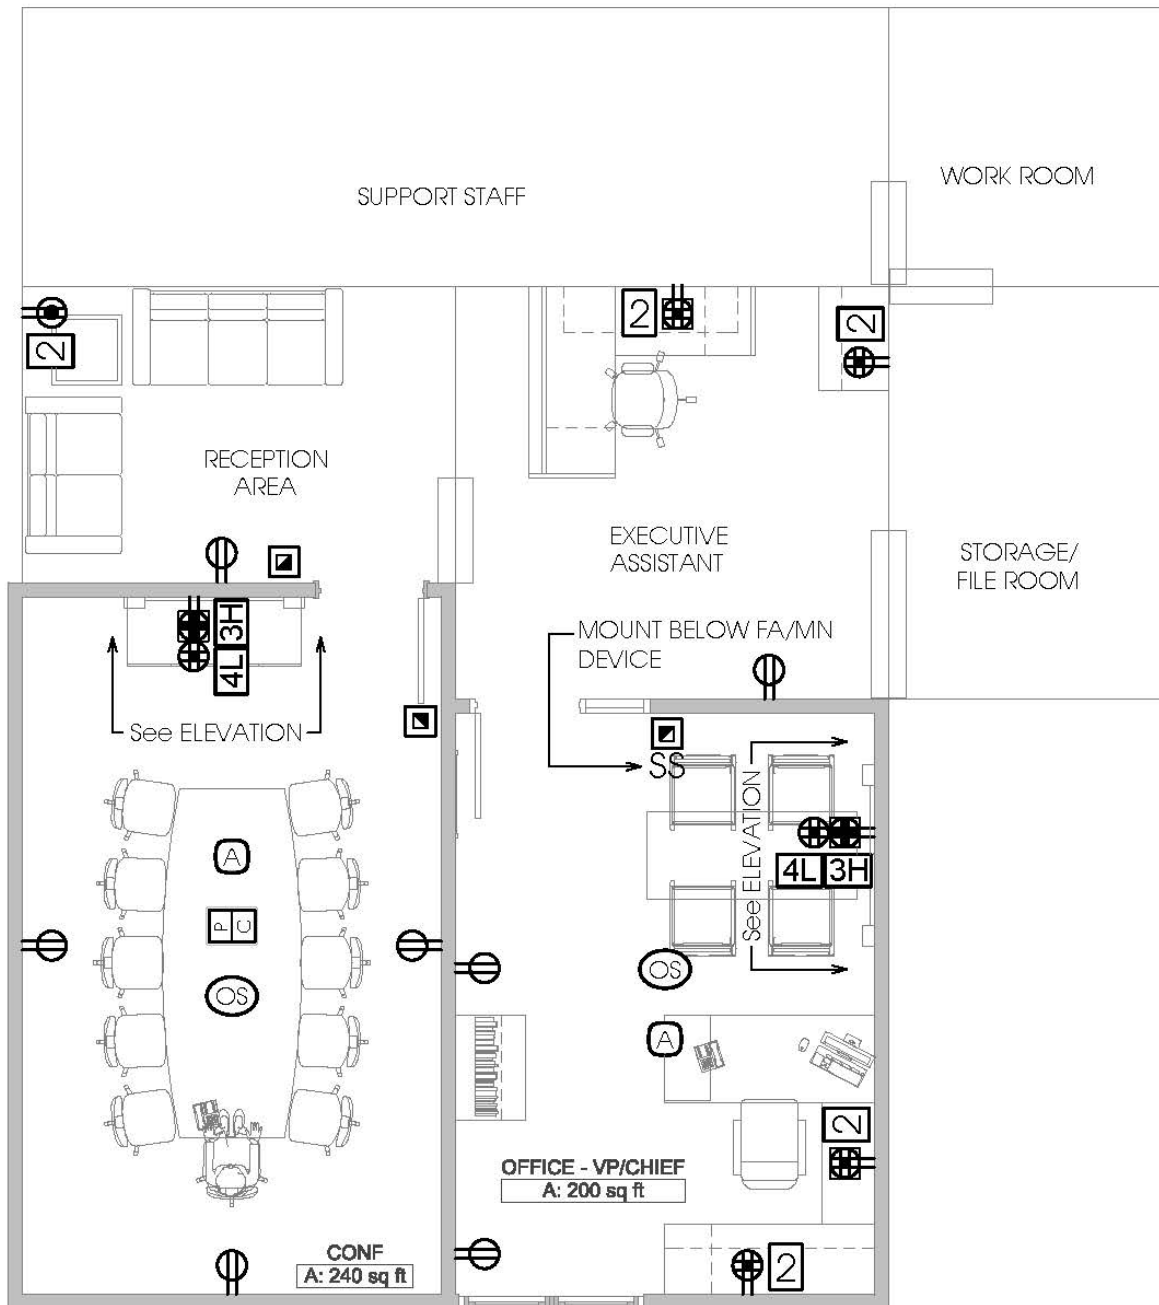 SUPPORT STAFF
WORK ROOM
2
2
2
RECEPTION
AREA
EXECUTIVE
ASSISTANT
STORAGE/
FILE ROOM
3H
4L
MOUNT BELOW FA/MN
DEVICE
See ELEVATION
SS
See ELEVATION
A
4L 3H
P C
OS
OS
A
2
OFFICE - VP/CHIEF
A: 200 sq ft
CONF
A: 240 sq ft
2